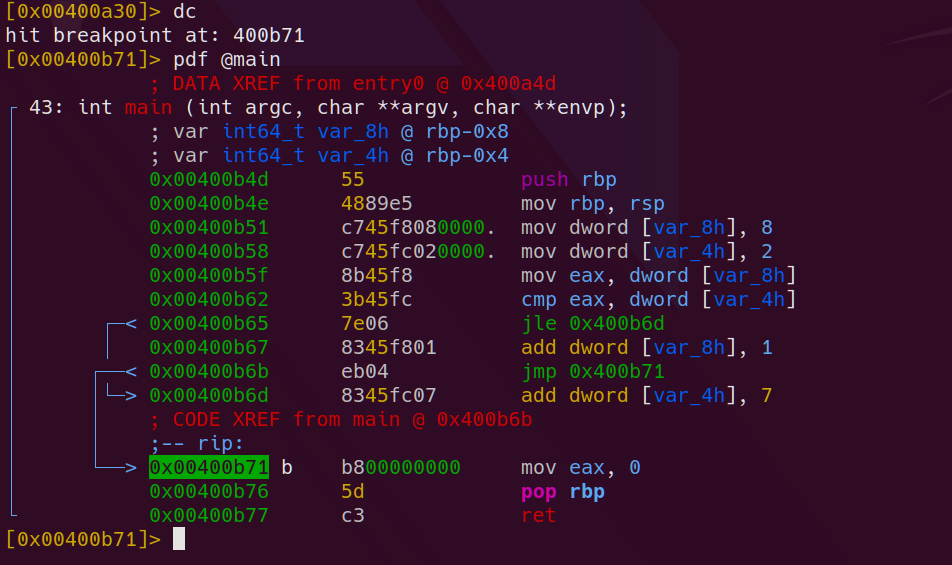 [0x00400a30]> dc
hit breakpoint at: 400b71
[0x00400b71]> pdf @main
; DATA XREF from entry0 @ 0x400a4d
43: int main (int argc, char **argv, char **envp);
; var int64_t var_8h @ rbp-0x8
; var int64_t var_4h @ rbp-0x4
0x00400b4d 55 push rbp
0x00400b4e 4889e5 mov rbp, rsp
0x00400b51 c745f8080000. mov dword [var_8h], 8
0x00400b58 c745fc020000. mov dword [var_4h], 2
0x00400b5f 8b45f8 mov eax, dword [var_8h]
0x00400b62 3b45fc cmp eax, dword [var_4h]
< 0x00400b65 7e06 jle 0x400b6d
0x00400b67 8345f801 add dword [var_8h], 1
< 0x00400b6b eb04 jmp 0x400b71
> 0x00400b6d 8345fc07 add dword [var_4h], 7
; CODE XREF from main @ 0x400b6b
;-- rip:
> 0x00400b71 b b800000000 mov eax, 0
0x00400b76 5d pop rbp
0x00400b77 c3 ret
[0x00400b71]>